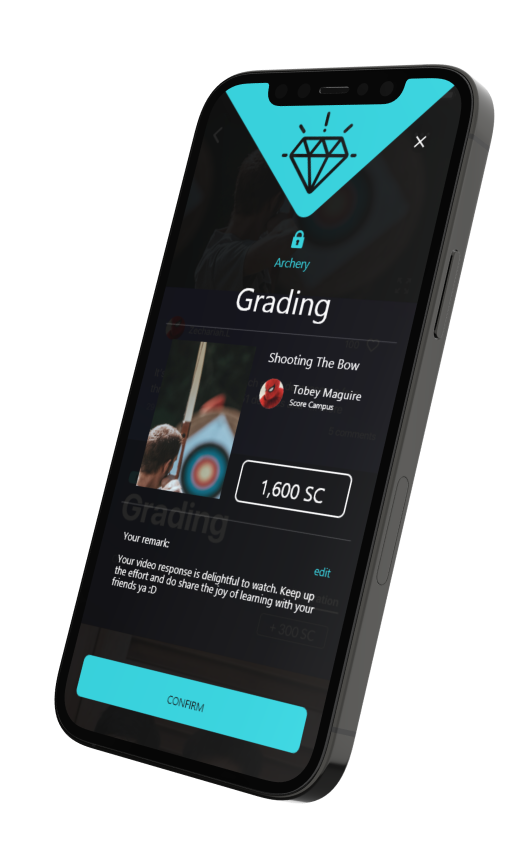 Archery
Grading
Shooting The Bow
Tobey Maguire
Score Campus
1,600 SC
Grading
Your remark:
edit
Your video response is delightful to watch. Keep up
the effort and do share the joy of learning with your
friends ya :D
+ 300 SC
CONFIRM